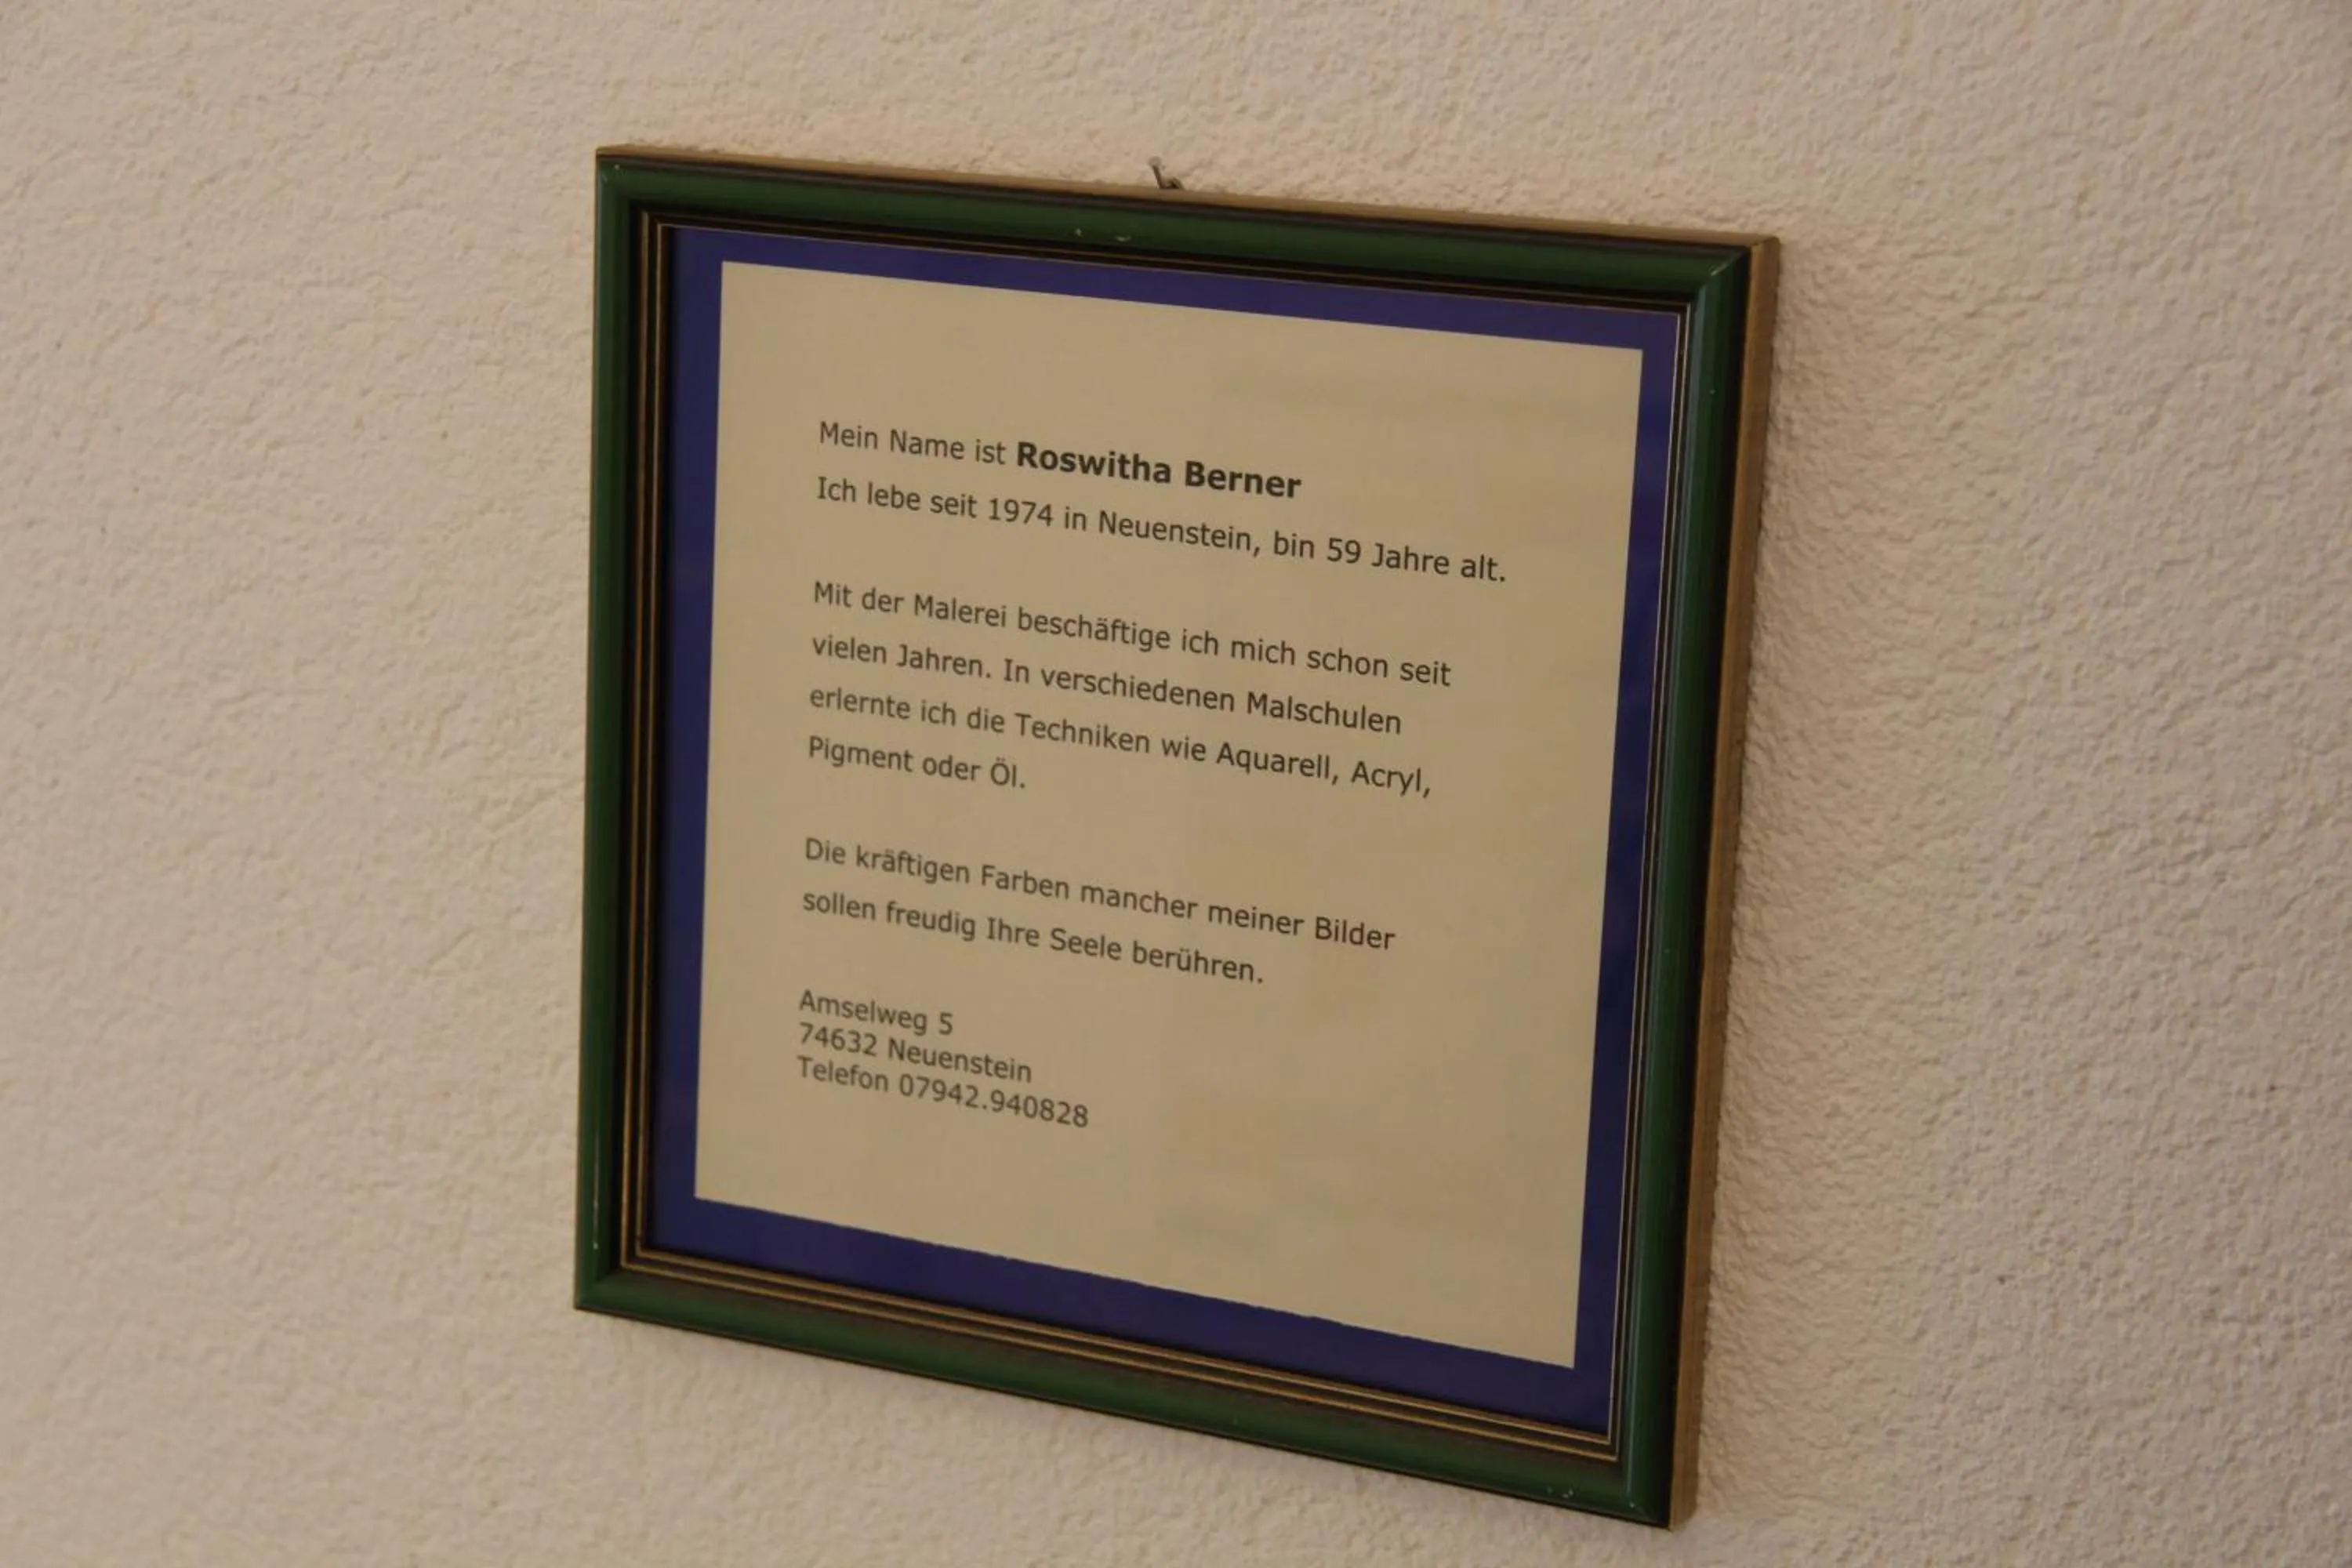 Mein Name ist Roswitha Berner
Ich lebe seit 1974 in Neuenstein, bin 59 Jahre alt.
Mit der Malerei beschäftige ich mich schon seit
vielen Jahren. In verschiedenen Malschulen
erlernte ich die Techniken wie Aquarell, Acryl,
Pigment oder Öl.
Die kräftigen Farben mancher meiner Bilder
sollen freudig Ihre Seele berühren.
Amselweg 5
74632 Neuenstein
Telefon 07942.940828